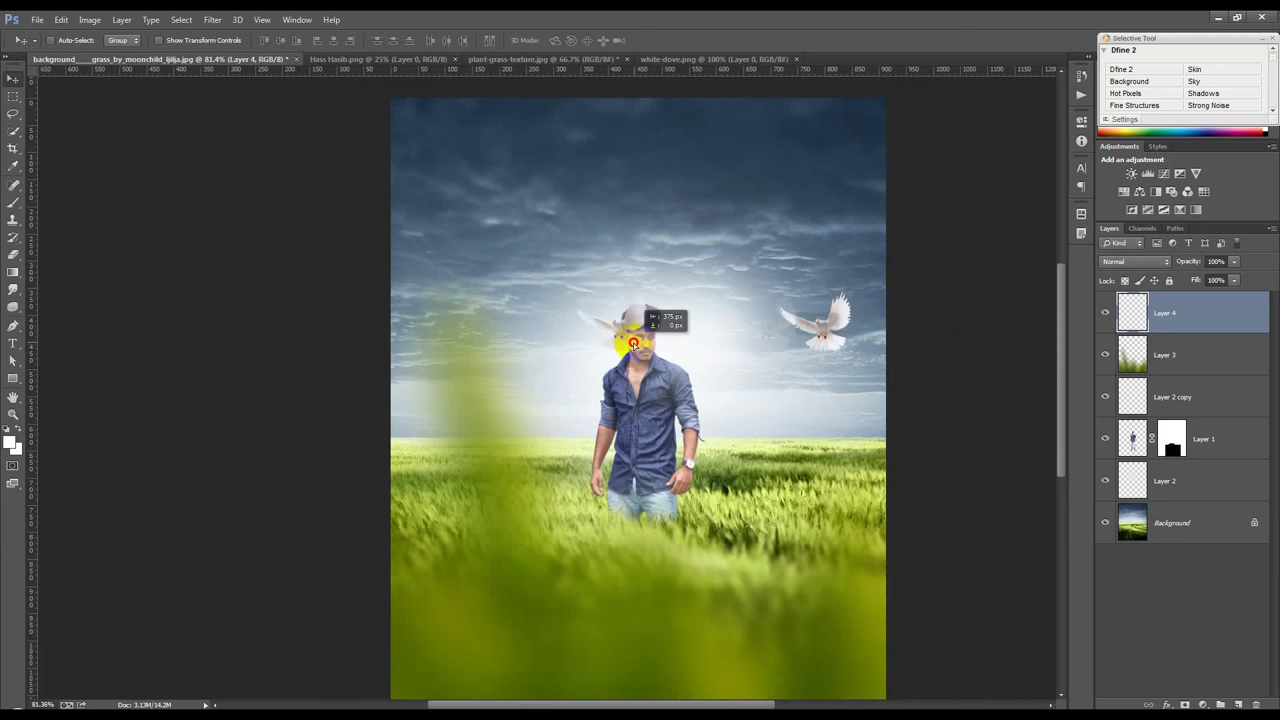 Ps File Edit Image Layer Type Select Filter 3D View Window Help
Auto-Select: Group Show Transform Controls 3D Mode:
background____grass_by_moonchild_ljilja.jpg @ 81.4% (Layer 4, RGB/8) * × Hass Hasib.png @ 25% (Layer 0, RGB/8) × plant-grass-texture.jpg @ 66.7% (RGB/8) * × white-dove.png @ 100% (Layer 0, RGB/8) ×
Selective Tool
Dfine 2
Dfine 2 Skin
Background Sky
Hot Pixels Shadows
Fine Structures Strong Noise
Settings
Adjustments Styles
Add an adjustment
Layers Channels Paths
Kind
Normal Opacity: 100%
Lock: Fill: 100%
375 px
0 px
Layer 4
Layer 3
Layer 2 copy
Layer 1
Layer 2
Background
81.36% Doc: 3.13M/14.2M